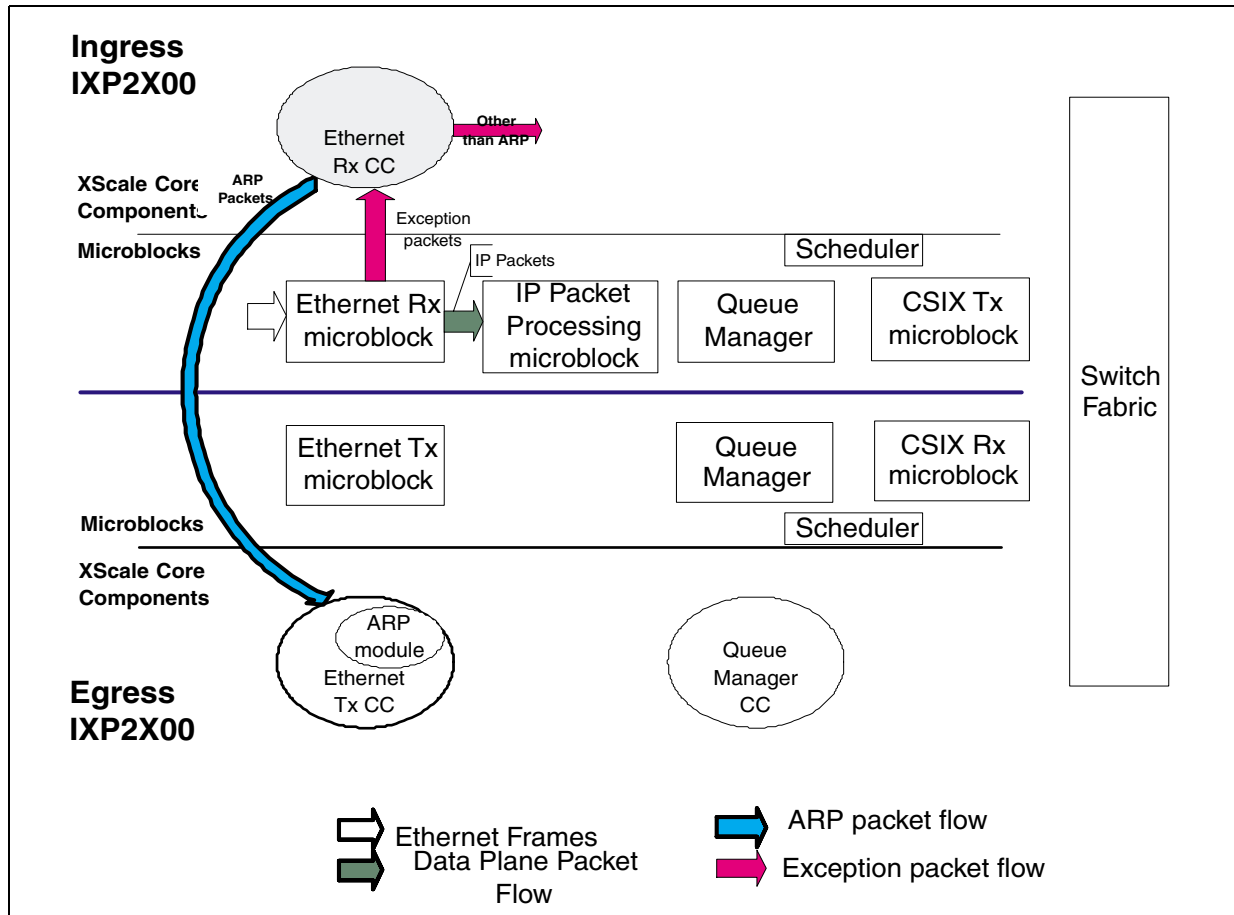 Ingress
IXP2X00
Ethernet
Rx CC
Other
than ARP
XScale Core
Components
ARP
Packets
Exception
packets
Microblocks
IP Packets
Scheduler
Ethernet Rx
microblock
IP Packet
Processing
microblock
Queue
Manager
CSIX Tx
microblock
Switch
Fabric
Ethernet Tx
microblock
Queue
Manager
CSIX Rx
microblock
Microblocks
Scheduler
XScale Core
Components
ARP
module
Ethernet
Tx CC
Queue
Manager
CC
Egress
IXP2X00
Ethernet Frames
Data Plane Packet
Flow
ARP packet flow
Exception packet flow